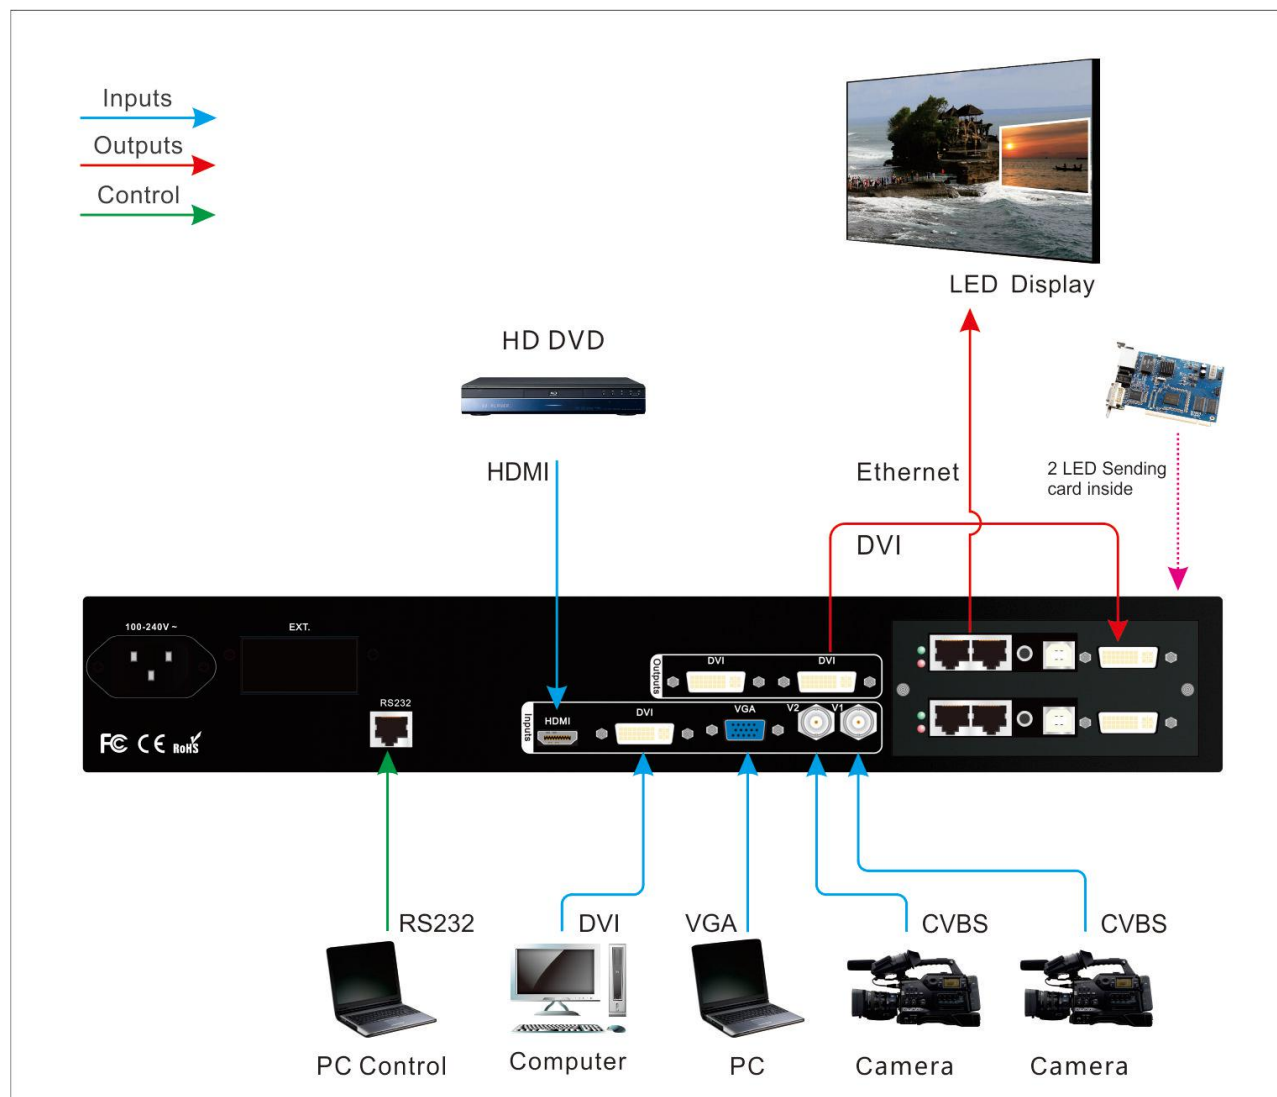 Inputs
Outputs
Control
LED Display
HD DVD
HDMI
Ethernet
2 LED Sending
card inside
DVI
100-240V ~
EXT.
RS232
FC CE RoHS
Outputs
DVI
DVI
Inputs
HDMI
DVI
VGA
V2
V1
RS232
DVI
VGA
CVBS
CVBS
PC Control
Computer
PC
Camera
Camera